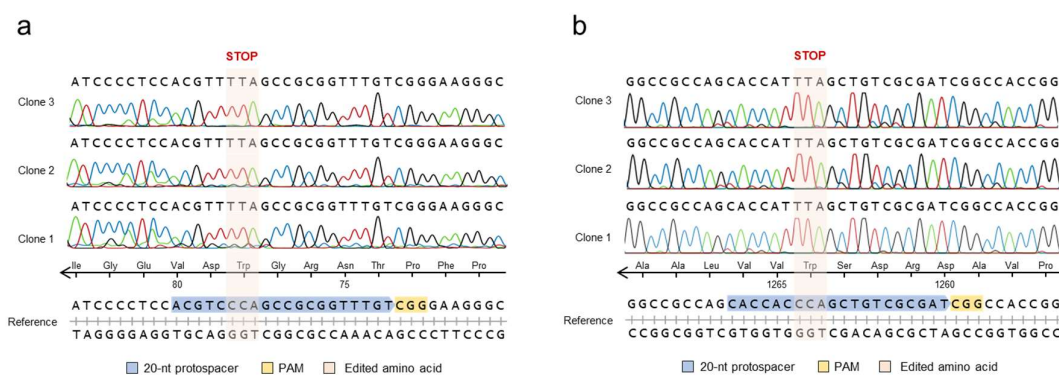 a
STOP
ATCCCCTCCACGTTTTAGCCGCGGTTTGTCGGGAAGGGC
Clone 3
ATCCCCTCCACGTTTTAGCCGCGGTTTGTCGGGAAGGGC
Clone 2
ATCCCCTCCACGTTTTAGCCGCGGTTTGTCGGGAAGGGC
Clone 1
Ile Gly Glu Val Asp Trp Gly Arg Asn Thr Pro Phe Pro
80 75
ATCCCCTCCACGTCCCAGCCGCGGTTTGTCGGGAAGGGC
Reference
TAGGGGAGGTGCAGGGTCGGCGCCAAACAGCCCTTCCCG
20-nt protospacer PAM Edited amino acid
b
STOP
GGCCGCCAGCACCATTTAGCTGTCGCGATCGGCCACCGG
Clone 3
GGCCGCCAGCACCATTTAGCTGTCGCGATCGGCCACCGG
Clone 2
GGCCGCCAGCACCATTTAGCTGTCGCGATCGGCCACCGG
Clone 1
Ala Ala Leu Val Val Trp Ser Asp Arg Asp Ala Val Pro
1265 1260
GGCCGCCAGCACCACCCAGCTGTCGCGATCGGCCACCGG
Reference
CCGGCGGTCGTGGTGGGTCGACAGCGCTAGCCGGTGGCC
20-nt protospacer PAM Edited amino acid